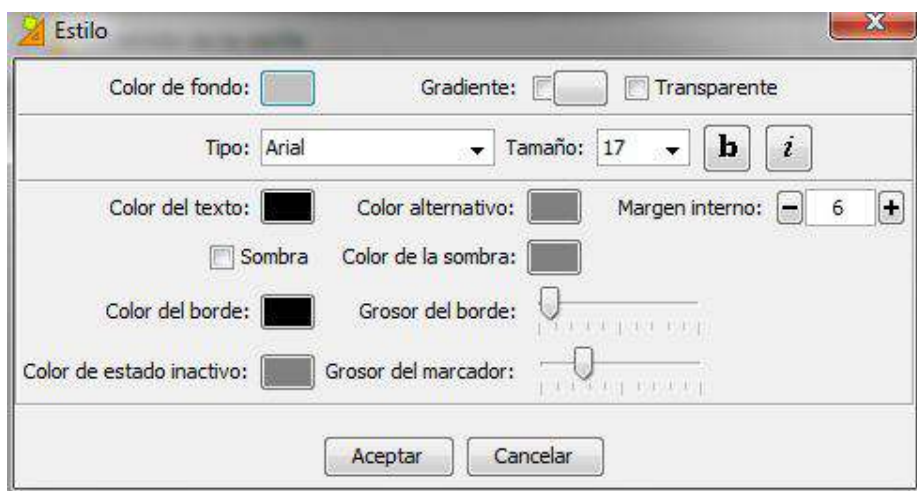 Estilo
Color de fondo: Gradiente: Transparente
Tipo: Arial Tamaño: 17 b i
Color del texto: Color alternativo: Margen interno: - 6 +
Sombra Color de la sombra:
Color del borde: Grosor del borde:
Color de estado inactivo: Grosor del marcador:
Aceptar Cancelar